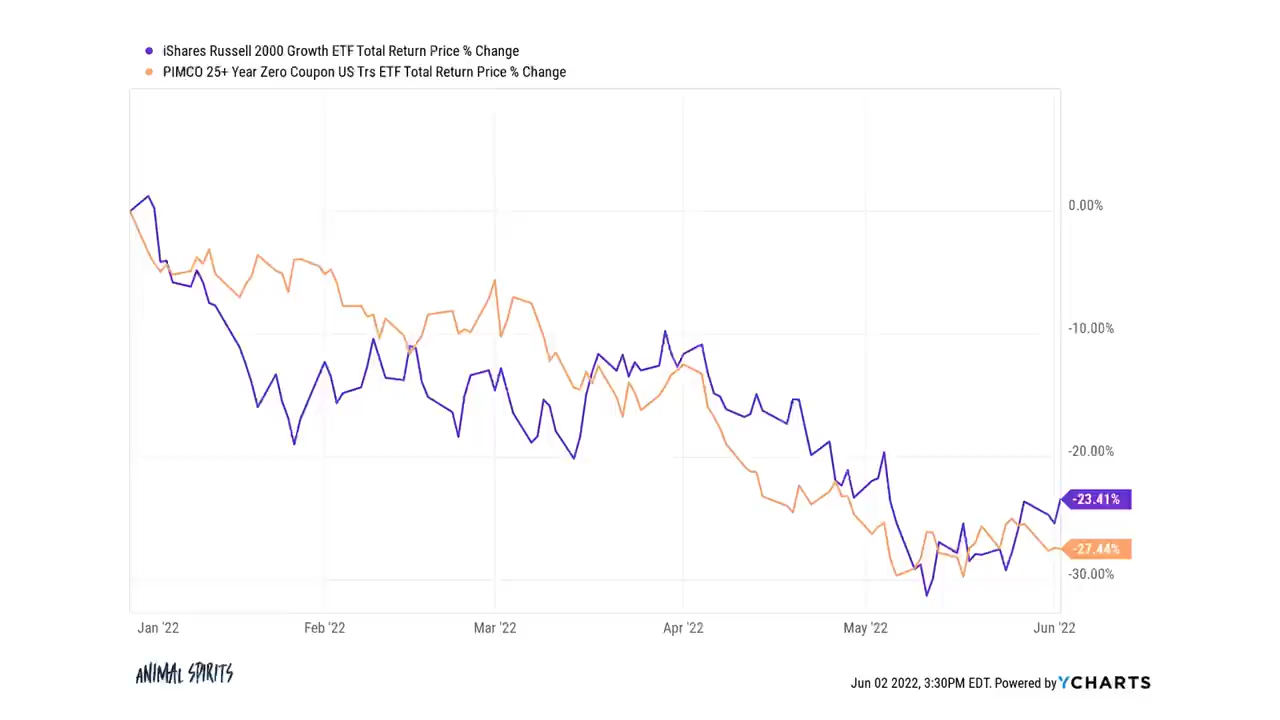 iShares Russell 2000 Growth ETF Total Return Price % Change
PIMCO 25+ Year Zero Coupon US Trs ETF Total Return Price % Change
0.00%
-10.00%
-20.00%
-23.41%
-27.44%
-30.00%
Jan '22 Feb '22 Mar '22 Apr '22 May '22 Jun '22
ANIMAL SPIRITS
Jun 02 2022, 3:30PM EDT. Powered by YCHARTS